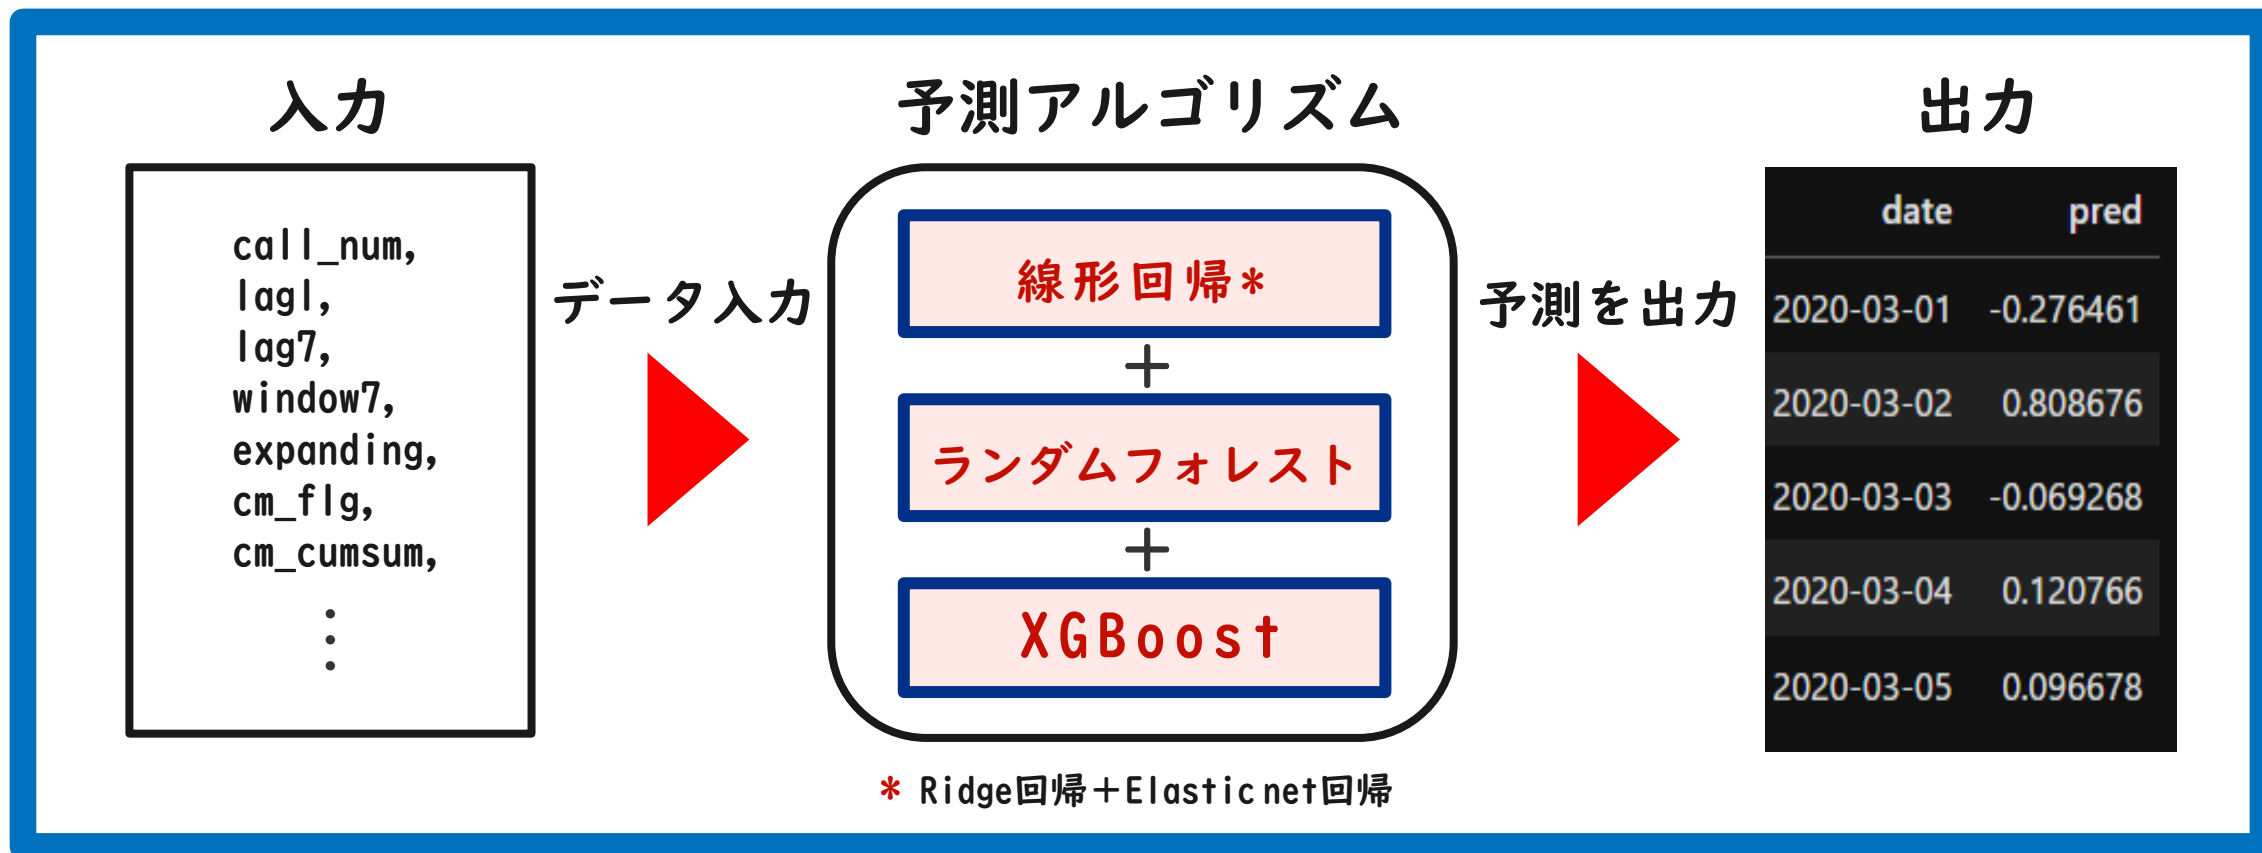 入力
call_num,
lag1,
lag7,
window7,
expanding,
cm_flg,
cm_cumsum,
⋮
データ入力
予測アルゴリズム
線形回帰*
+
ランダムフォレスト
+
XGBoost
* Ridge回帰+Elastic net回帰
予測を出力
出力
date pred
2020-03-01 -0.276461
2020-03-02 0.808676
2020-03-03 -0.069268
2020-03-04 0.120766
2020-03-05 0.096678